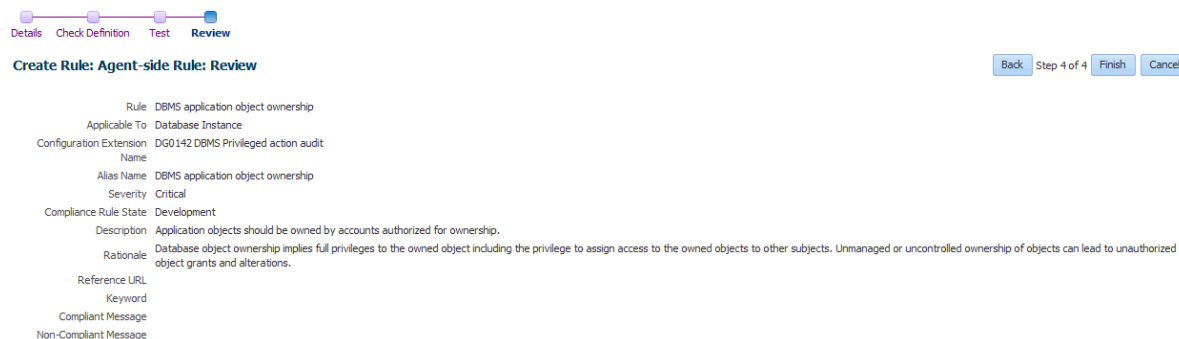 Details Check Definition Test Review
Create Rule: Agent-side Rule: Review
Back Step 4 of 4 Finish Cancel
Rule DBMS application object ownership
Applicable To Database Instance
Configuration Extension Name DG0142 DBMS Privileged action audit
Alias Name DBMS application object ownership
Severity Critical
Compliance Rule State Development
Description Application objects should be owned by accounts authorized for ownership.
Rationale Database object ownership implies full privileges to the owned object including the privilege to assign access to the owned objects to other subjects. Unmanaged or uncontrolled ownership of objects can lead to unauthorized
object grants and alterations.
Reference URL
Keyword
Compliant Message
Non-Compliant Message